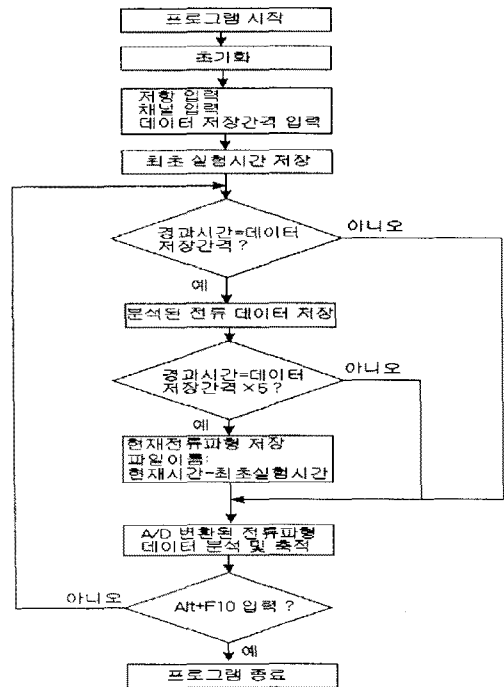 프로그램 시작
초기화
저항 입력
채널 입력
데이터 저장간격 입력
최초 실험시간 저장
경과시간=데이터
저장간격?
아니오
예
분석된 전류 데이터 저장
경과시간=데이터
저장간격×5?
아니오
예
현재전류파형 저장
파일이름:
현재시간-최초실험시간
A/D 변환된 전류파형
데이터 분석 및 축적
아니오
Alt+F10 입력 ?
예
프로그램 종료